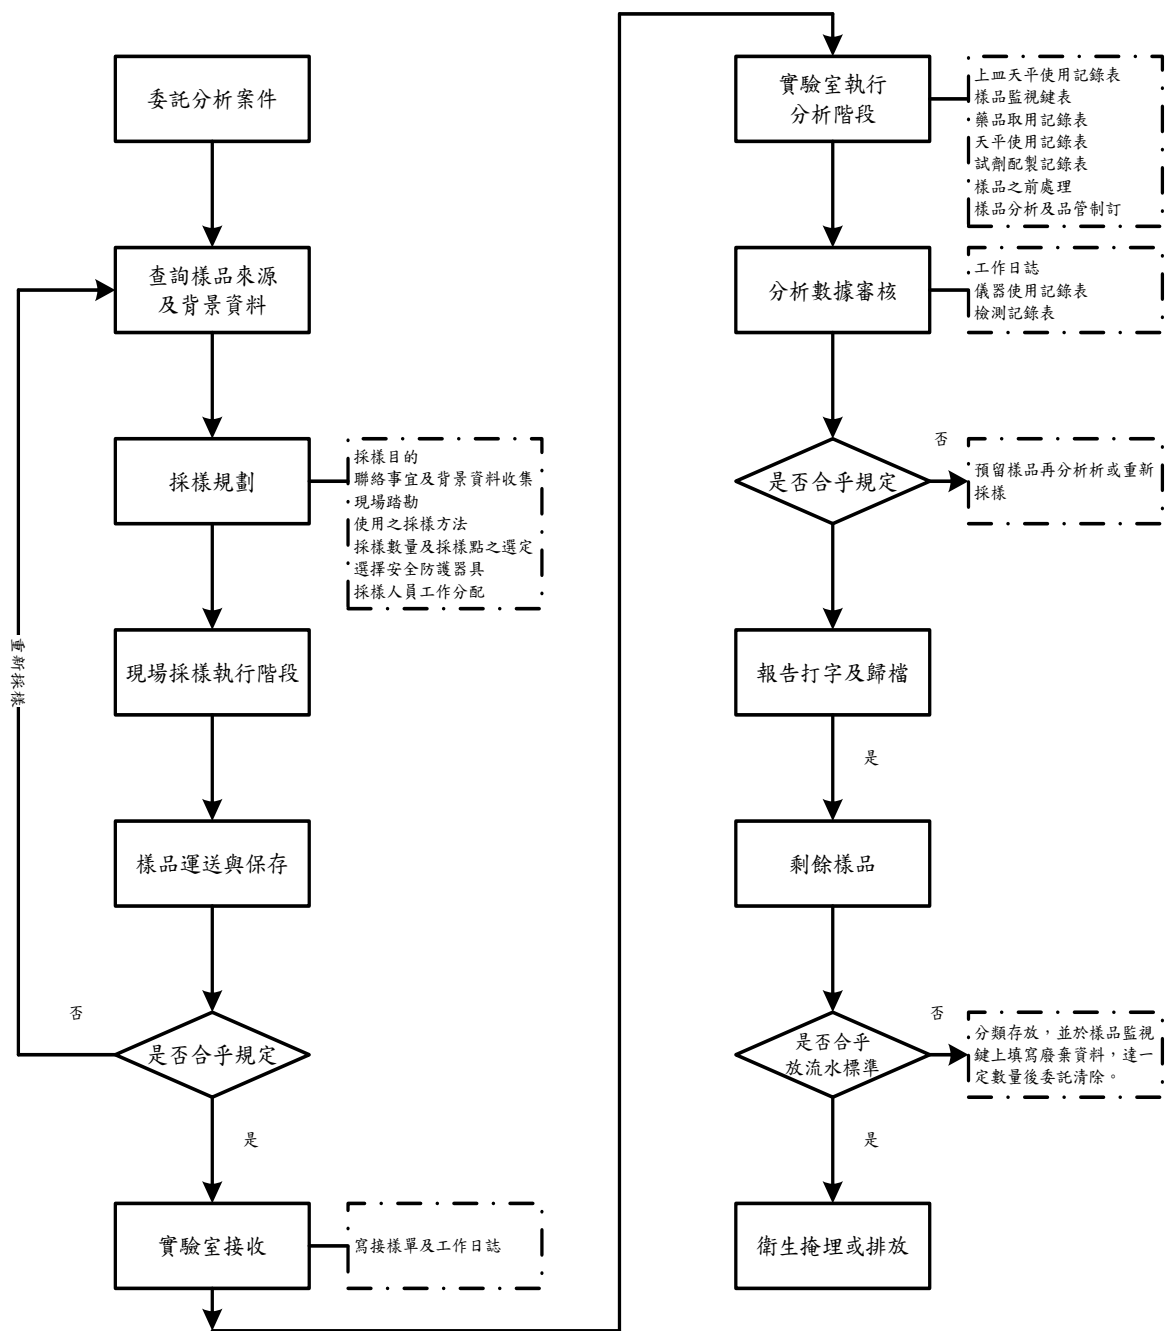 委託分析案件
查詢樣品來源
及背景資料
採樣規劃
採樣目的
聯絡事宜及背景資料收集
現場踏勘
使用之採樣方法
採樣數量及採樣點之選定
選擇安全防護器具
採樣人員工作分配
現場採樣執行階段
重新採樣
樣品運送與保存
否
是否合乎規定
是
實驗室接收
寫接樣單及工作日誌
實驗室執行
分析階段
上皿天平使用記錄表
樣品監視鍵表
藥品取用記錄表
天平使用記錄表
試劑配製記錄表
樣品之前處理
樣品分析及品管制訂
分析數據審核
工作日誌
儀器使用記錄表
檢測記錄表
是否合乎規定
否
預留樣品再分析析或重新
採樣
報告打字及歸檔
是
剩餘樣品
是否合乎
放流水標準
否
分類存放，並於樣品監視
鍵上填寫廢棄資料，達一
定數量後委託清除。
是
衛生掩埋或排放